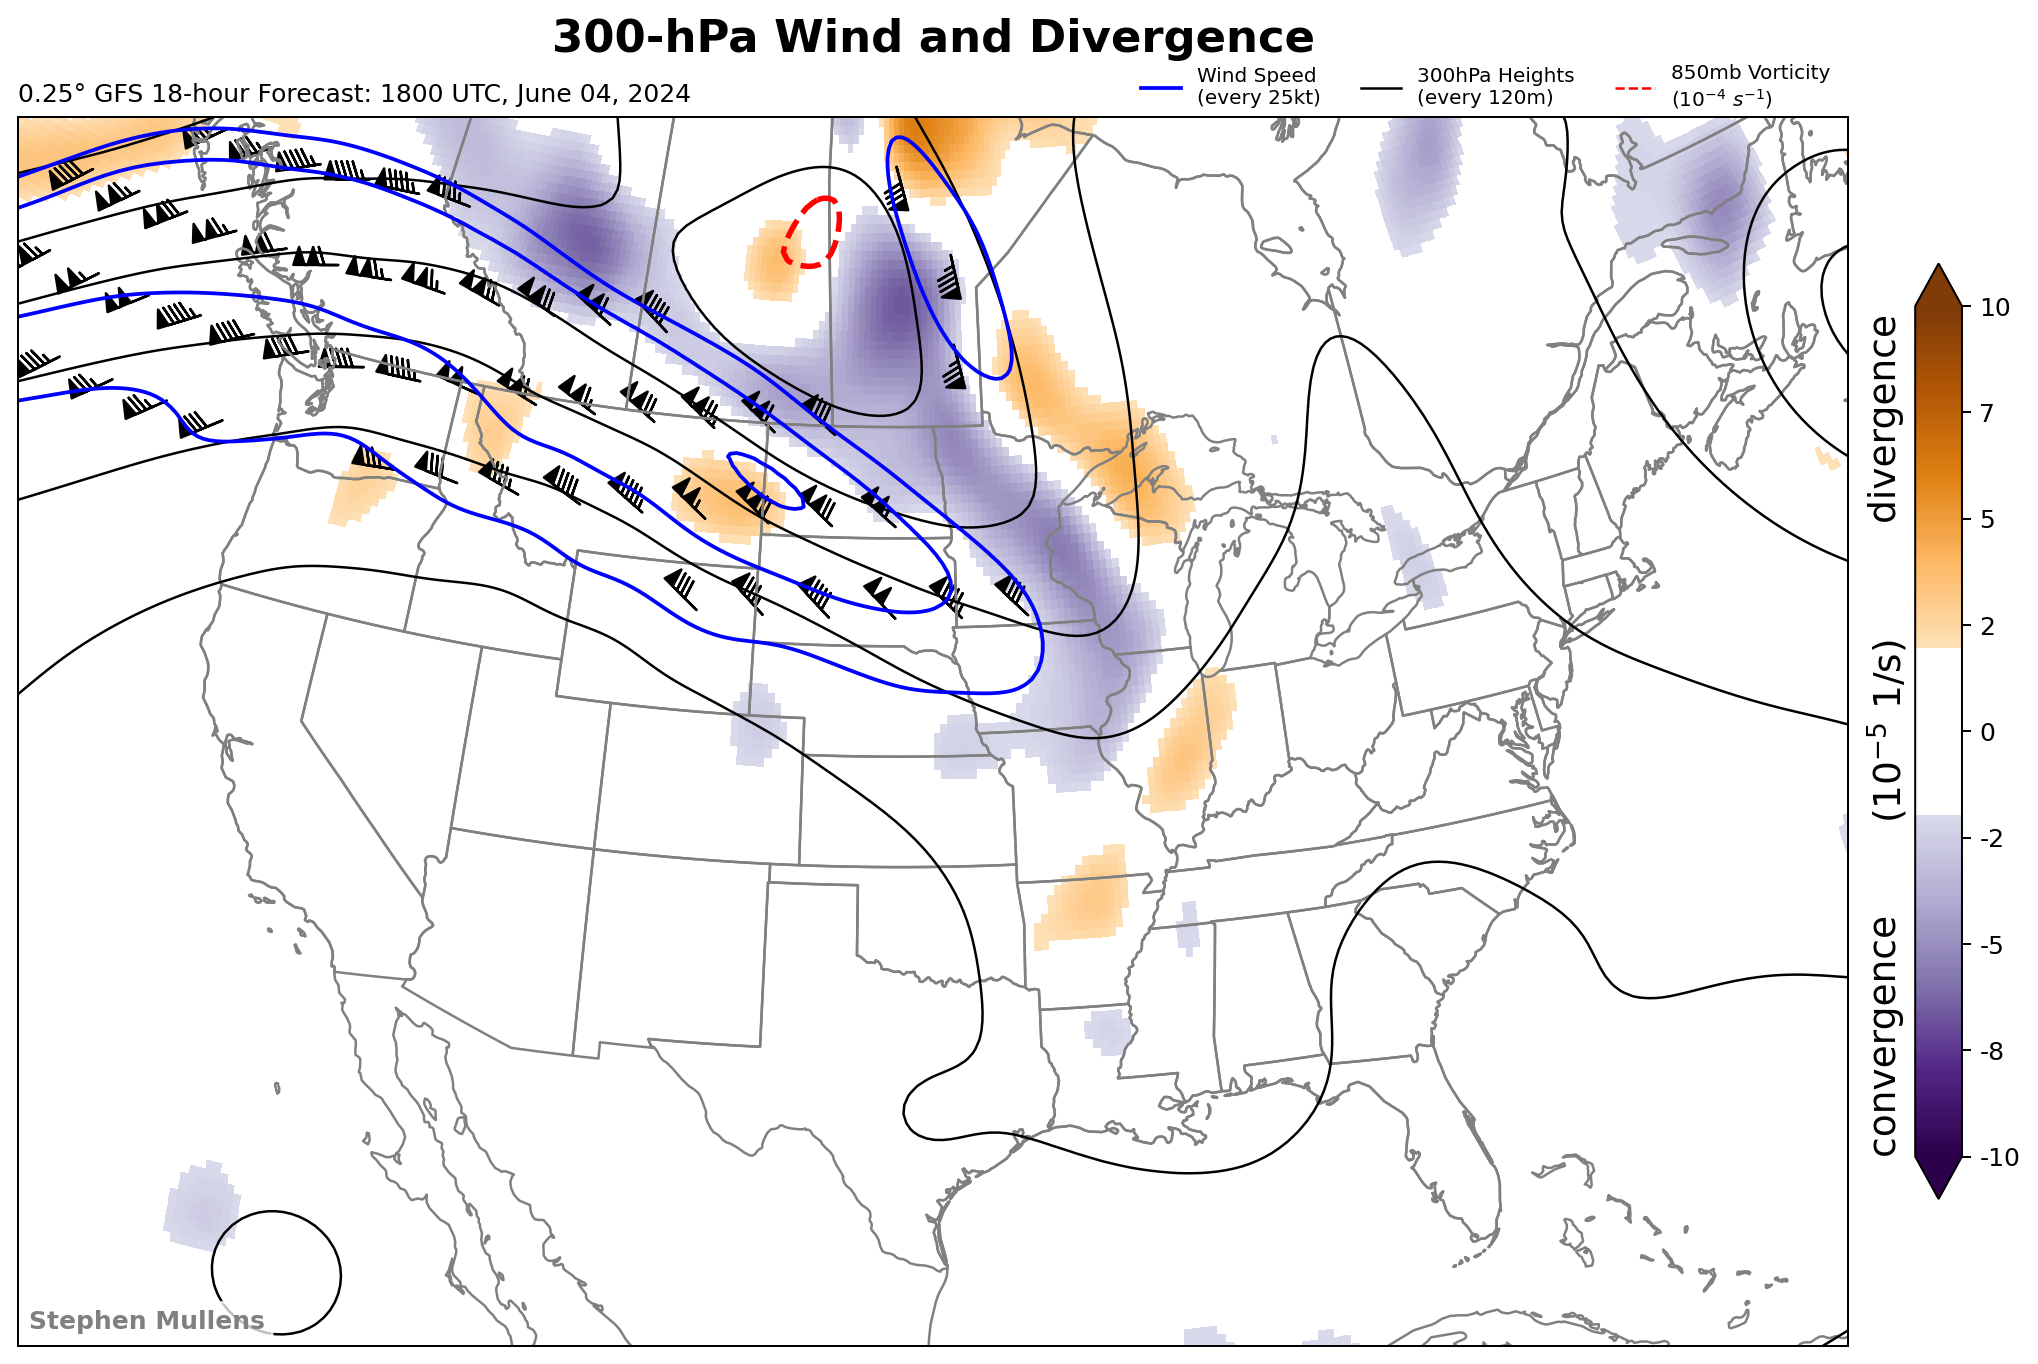 300-hPa Wind and Divergence
0.25° GFS 18-hour Forecast: 1800 UTC, June 04, 2024
Wind Speed
(every 25kt)
300hPa Heights
(every 120m)
850mb Vorticity
(10⁻⁴ s⁻¹)
10
7
5
2
0
-2
-5
-8
-10
convergence (10⁻⁵ 1/s) divergence
Stephen Mullens